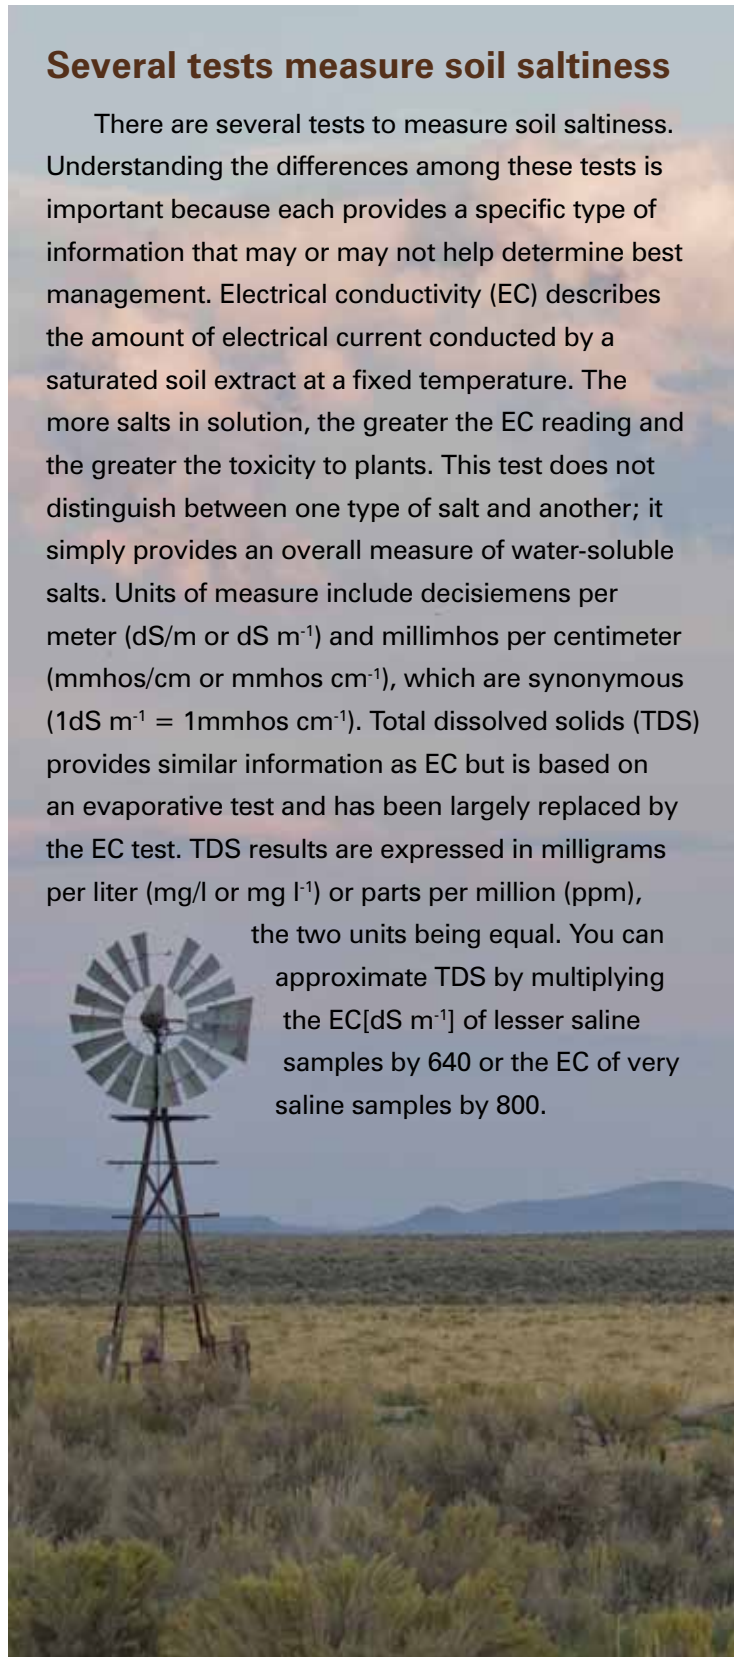 Several tests measure soil saltiness
There are several tests to measure soil saltiness.
Understanding the differences among these tests is
important because each provides a specific type of
information that may or may not help determine best
management. Electrical conductivity (EC) describes
the amount of electrical current conducted by a
saturated soil extract at a fixed temperature. The
more salts in solution, the greater the EC reading and
the greater the toxicity to plants. This test does not
distinguish between one type of salt and another; it
simply provides an overall measure of water-soluble
salts. Units of measure include decisiemens per
meter (dS/m or dS m⁻¹) and millimhos per centimeter
(mmhos/cm or mmhos cm⁻¹), which are synonymous
(1dS m⁻¹ = 1mmhos cm⁻¹). Total dissolved solids (TDS)
provides similar information as EC but is based on
an evaporative test and has been largely replaced by
the EC test. TDS results are expressed in milligrams
per liter (mg/l or mg l⁻¹) or parts per million (ppm),
the two units being equal. You can
approximate TDS by multiplying
the EC[dS m⁻¹] of lesser saline
samples by 640 or the EC of very
saline samples by 800.